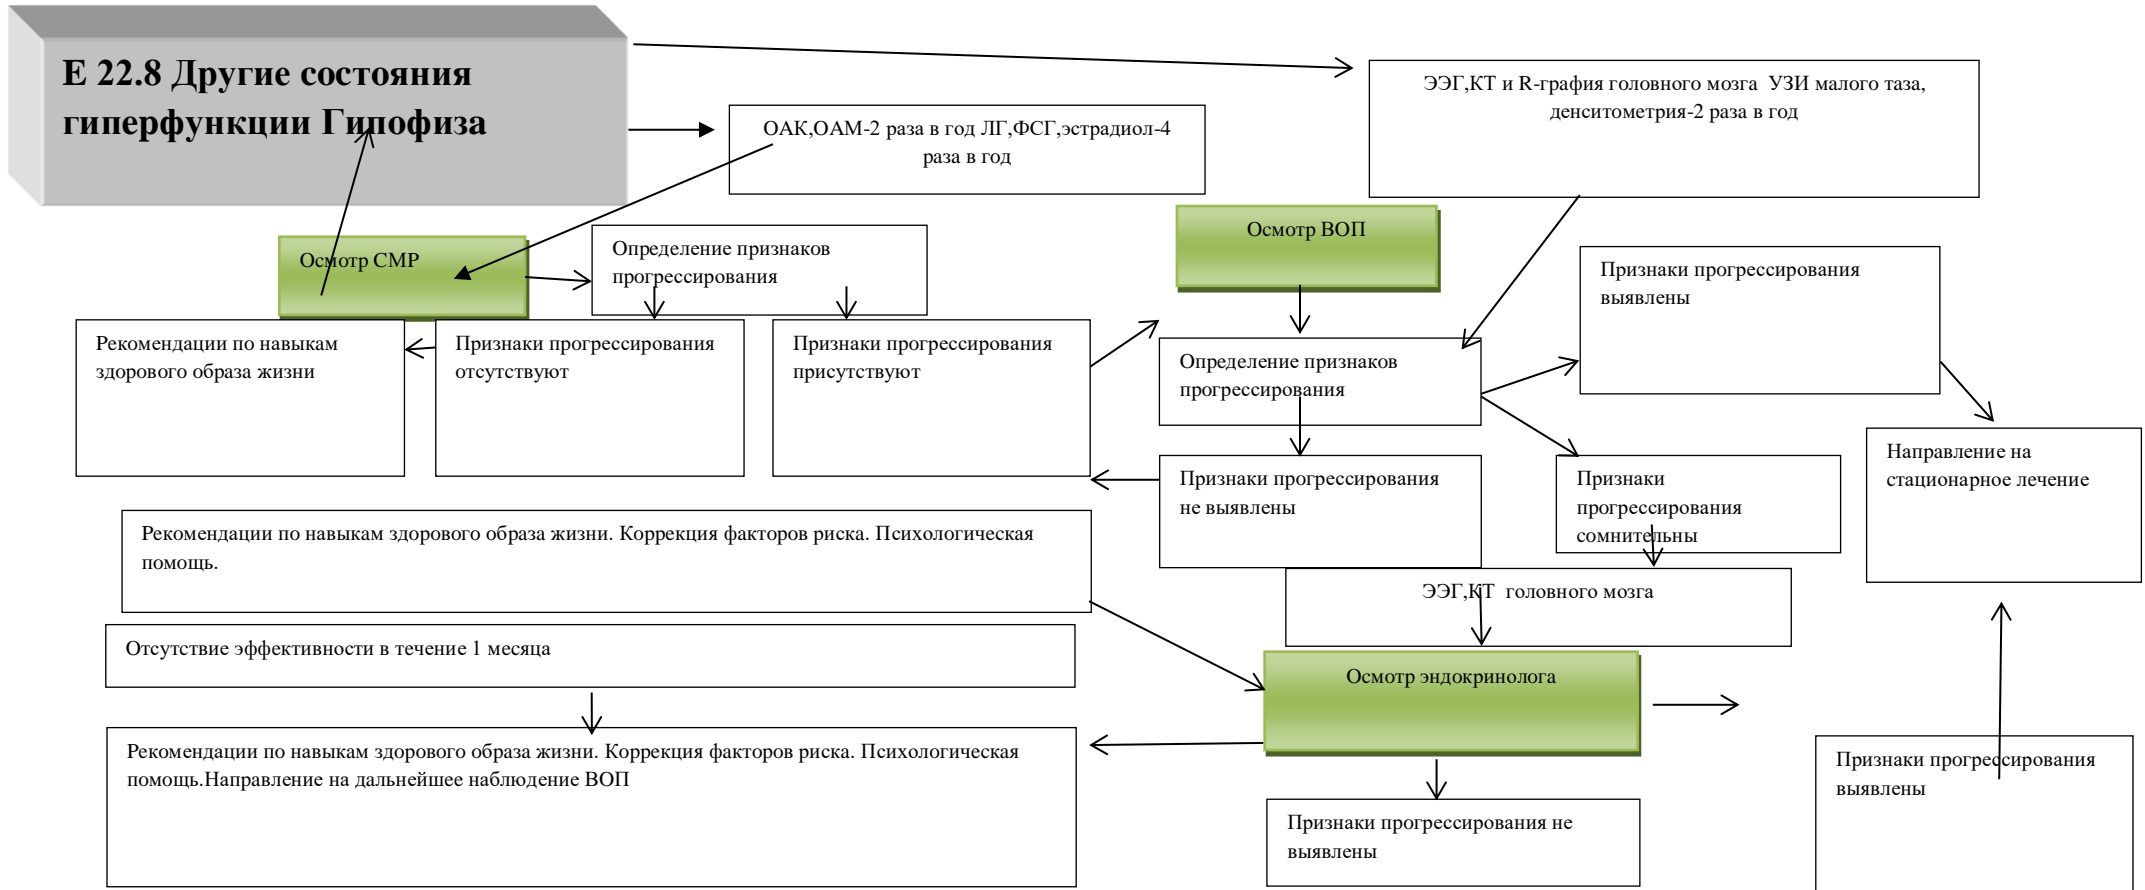 Е 22.8 Другие состояния
гиперфункции Гипофиза
ЭЭГ,КТ и R-графия головного мозга  УЗИ малого таза,
денситометрия-2 раза в год
ОАК,ОАМ-2 раза в год ЛГ,ФСГ,эстрадиол-4
раза в год
Осмотр СМР
Определение признаков
прогрессирования
Осмотр ВОП
Признаки прогрессирования
выявлены
Рекомендации по навыкам
здорового образа жизни
Признаки прогрессирования
отсутствуют
Признаки прогрессирования
присутствуют
Определение признаков
прогрессирования
Направление на
стационарное лечение
Признаки прогрессирования
не выявлены
Признаки
прогрессирования
сомнительны
Рекомендации по навыкам здорового образа жизни. Коррекция факторов риска. Психологическая
помощь.
ЭЭГ,КТ  головного мозга
Отсутствие эффективности в течение 1 месяца
Осмотр эндокринолога
Рекомендации по навыкам здорового образа жизни. Коррекция факторов риска. Психологическая
помощь.Направление на дальнейшее наблюдение ВОП
Признаки прогрессирования
выявлены
Признаки прогрессирования не
выявлены